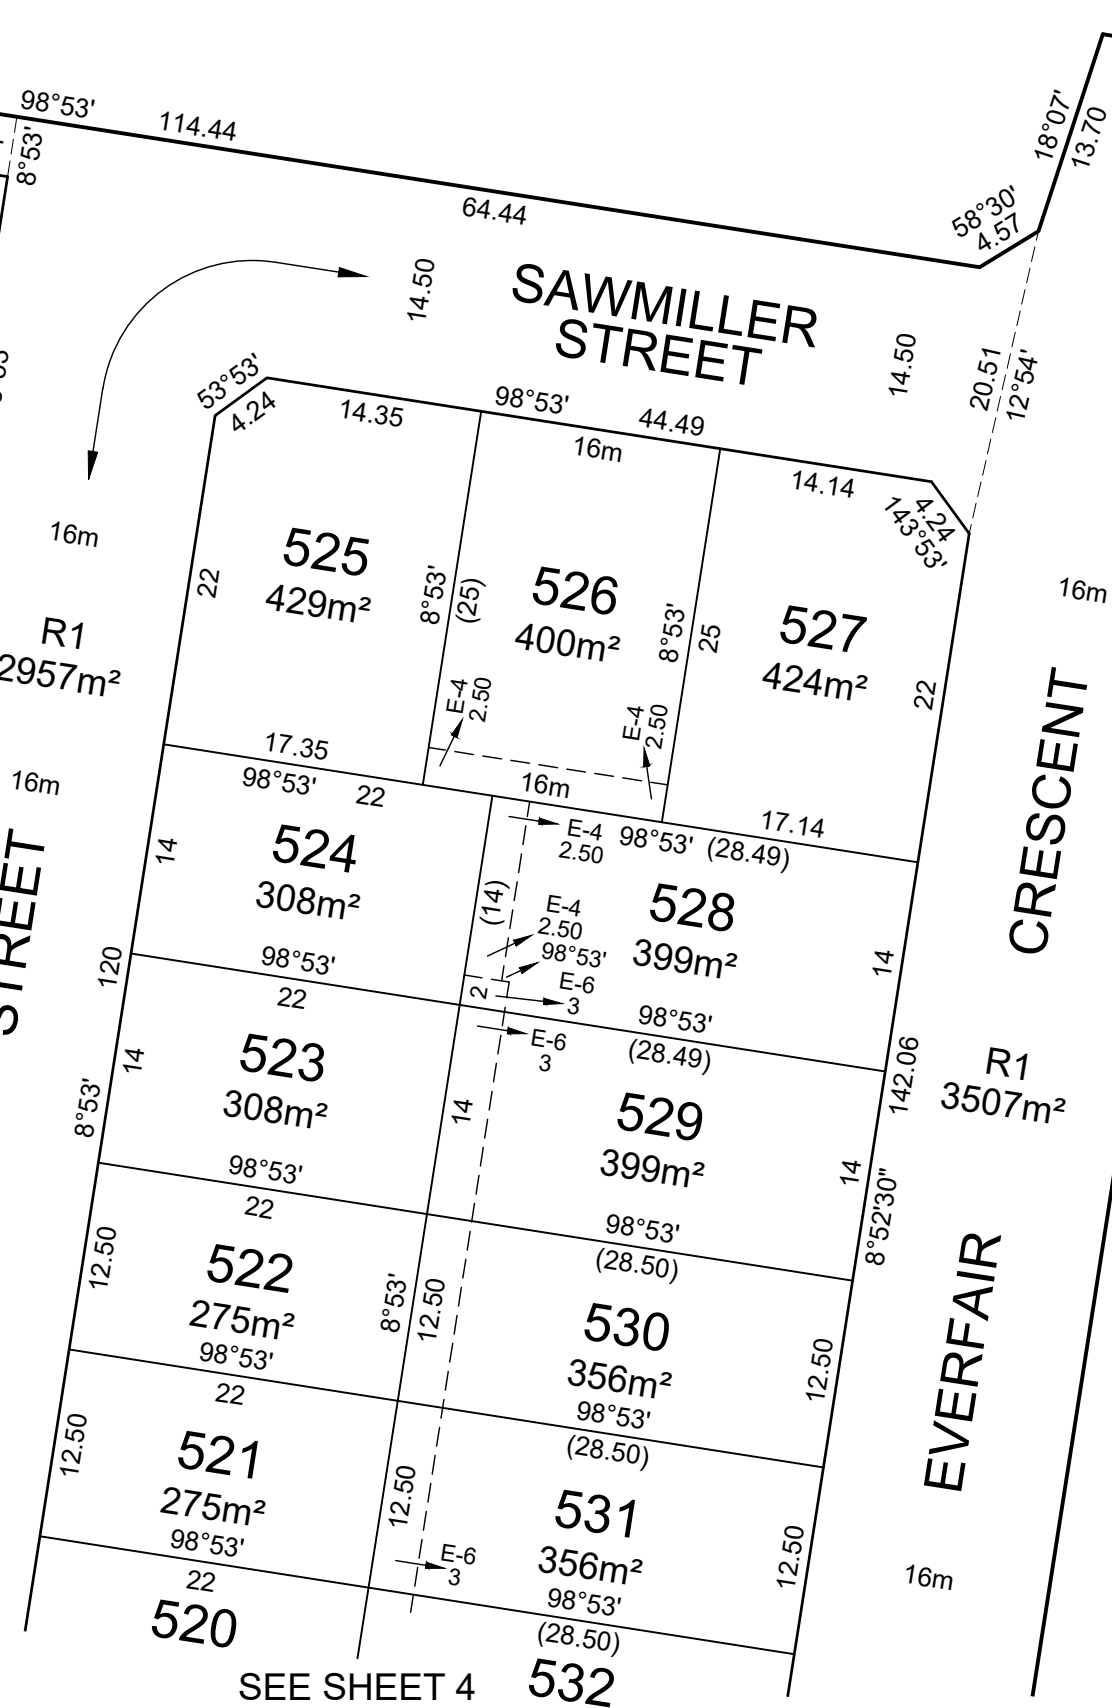 98°53'
114.44
8°53'
64.44
18°07'
13.70
58°30'
4.57
14.50
SAWMILLER
STREET
14.50
20.51
12°54'
53°53'
4.24
14.35
98°53'
44.49
16m
14.14
4.24
143°53'
16m
22
525
429m²
8°53'
(25)
526
400m²
8°53'
25
527
424m²
22
16m
R1
2957m²
E-4
2.50
E-4
2.50
16m
17.35
98°53'
22
16m
E-4
2.50
98°53'
(28.49)
17.14
CRESCENT
14
524
308m²
(14)
E-4
2.50
98°53'
528
399m²
14
STREET
120
98°53'
22
2
E-6
3
98°53'
(28.49)
E-6
3
14
523
308m²
8°53'
14
529
399m²
14
142.06
8°52'30"
R1
3507m²
98°53'
22
98°53'
(28.50)
12.50
522
275m²
8°53'
12.50
530
356m²
12.50
EVERFAIR
98°53'
22
98°53'
(28.50)
12.50
521
275m²
12.50
531
356m²
12.50
16m
98°53'
22
E-6
3
98°53'
(28.50)
520
532
SEE SHEET 4